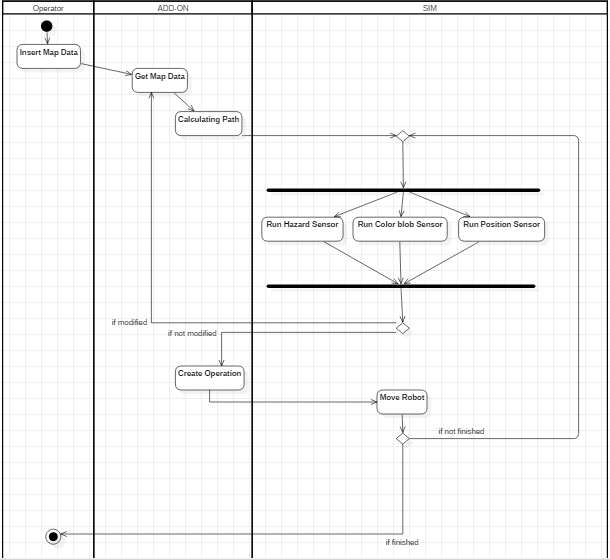 Operator
ADD-ON
SIM
Insert Map Data
Get Map Data
Calculating Path
Run Hazard Sensor
Run Color blob Sensor
Run Position Sensor
if modified
if not modified
Create Operation
Move Robot
if not finished
if finished